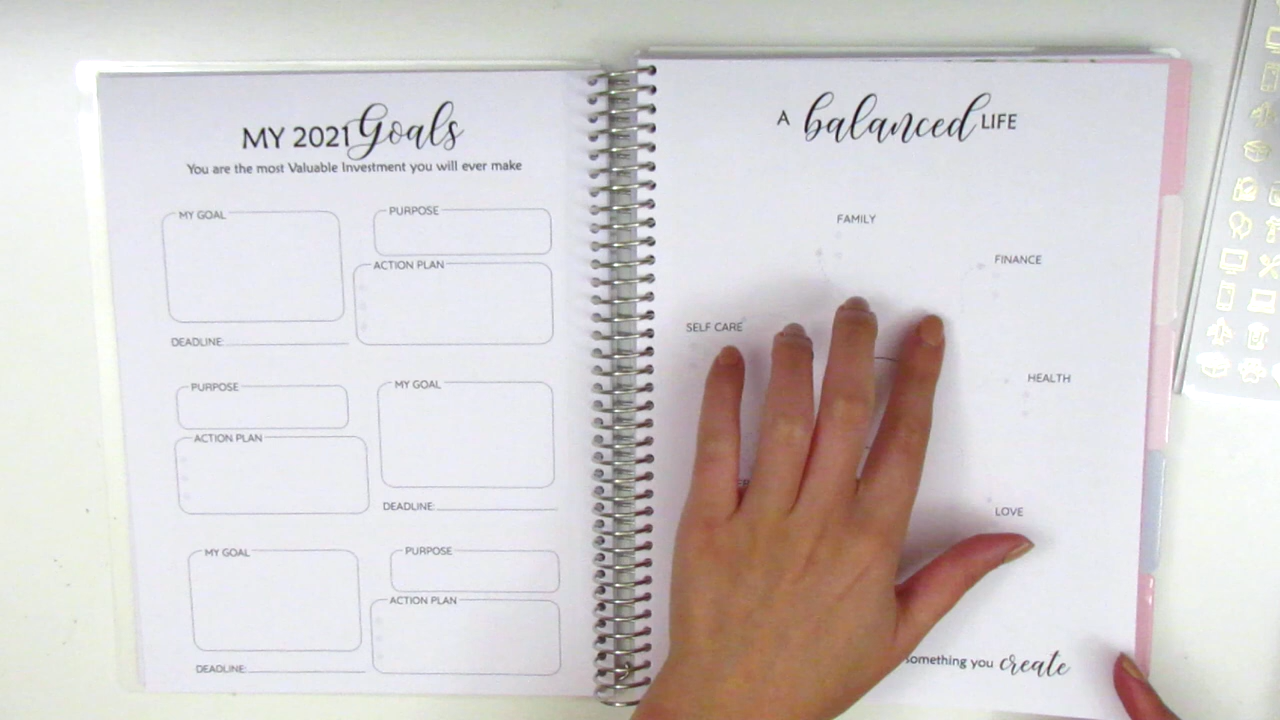 MY 2021 Goals
You are the most Valuable Investment you will ever make
MY GOAL
PURPOSE
ACTION PLAN
DEADLINE:
PURPOSE
MY GOAL
ACTION PLAN
DEADLINE:
MY GOAL
PURPOSE
ACTION PLAN
DEADLINE:
A balanced LIFE
FAMILY
FINANCE
SELF CARE
HEALTH
LOVE
something you create